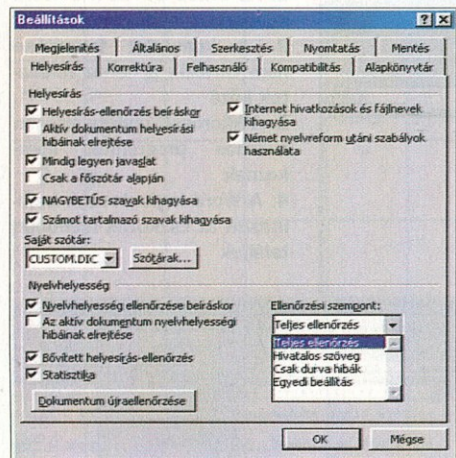 Beállítások
Megjelenítés Általános Szerkesztés Nyomtatás Mentés
Helyesírás Korrektúra Felhasználó Kompatibilitás Alapkönyvtár
Helyesírás
Helyesírás-ellenőrzés beíráskor
Aktív dokumentum helyesírási
hibáinak elrejtése
Mindig legyen javaslat
Csak a főszótár alapján
NAGYBETŰS szavak kihagyása
Számot tartalmazó szavak kihagyása
Internet hivatkozások és fájlnevek
kihagyása
Német nyelvreform utáni szabályok
használata
Saját szótár:
CUSTOM.DIC Szótárak...
Nyelvhelyesség
Nyelvhelyesség ellenőrzése beíráskor
Az aktív dokumentum nyelvhelyességi
hibáinak elrejtése
Bővített helyesírás-ellenőrzés
Statisztika
Dokumentum újraellenőrzése
Ellenőrzési szempont:
Teljes ellenőrzés
Teljes ellenőrzés
Hivatalos szöveg
Csak durva hibák
Egyedi beállítás
OK Mégse